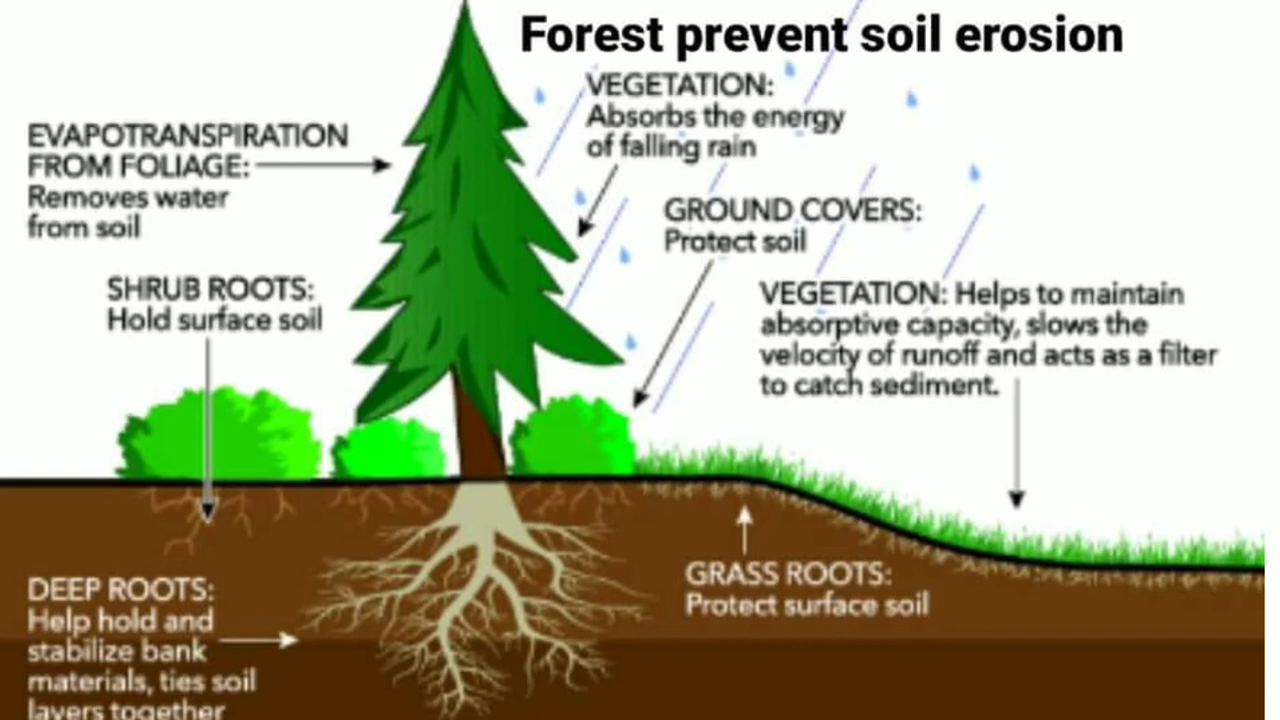 Forest prevent soil erosion
VEGETATION:
Absorbs the energy
of falling rain
EVAPOTRANSPIRATION
FROM FOLIAGE:
Removes water
from soil
GROUND COVERS:
Protect soil
SHRUB ROOTS:
Hold surface soil
VEGETATION: Helps to maintain
absorptive capacity, slows the
velocity of runoff and acts as a filter
to catch sediment.
GRASS ROOTS:
Protect surface soil
DEEP ROOTS:
Help hold and
stabilize bank
materials, ties soil
layers together